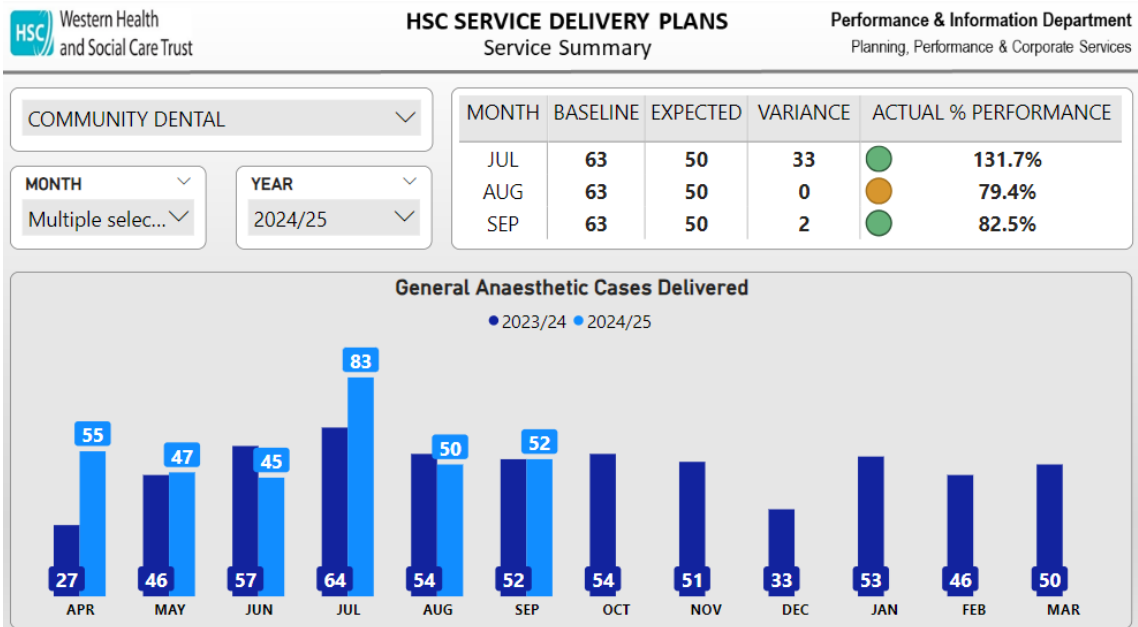 HSC
Western Health
and Social Care Trust
HSC SERVICE DELIVERY PLANS
Service Summary
Performance & Information Department
Planning, Performance & Corporate Services
COMMUNITY DENTAL
MONTH
Multiple selec...
YEAR
2024/25
MONTH BASELINE EXPECTED VARIANCE ACTUAL % PERFORMANCE
JUL 63 50 33 131.7%
AUG 63 50 0 79.4%
SEP 63 50 2 82.5%
General Anaesthetic Cases Delivered
2023/24 2024/25
83
55
47
45
50
52
27 46 57 64 54 52 54 51 33 53 46 50
APR MAY JUN JUL AUG SEP OCT NOV DEC JAN FEB MAR